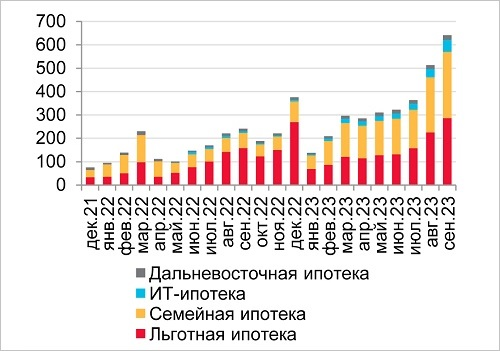 700
600
500
400
300
200
100
0
дек.21 янв.22 фев.22 мар.22 апр.22 май.22 июн.22 июл.22 авг.22 сен.22 окт.22 ноя.22 дек.22 янв.23 фев.23 мар.23 апр.23 май.23 июн.23 июл.23 авг.23 сен.23
Дальневосточная ипотека
ИТ-ипотека
Семейная ипотека
Льготная ипотека